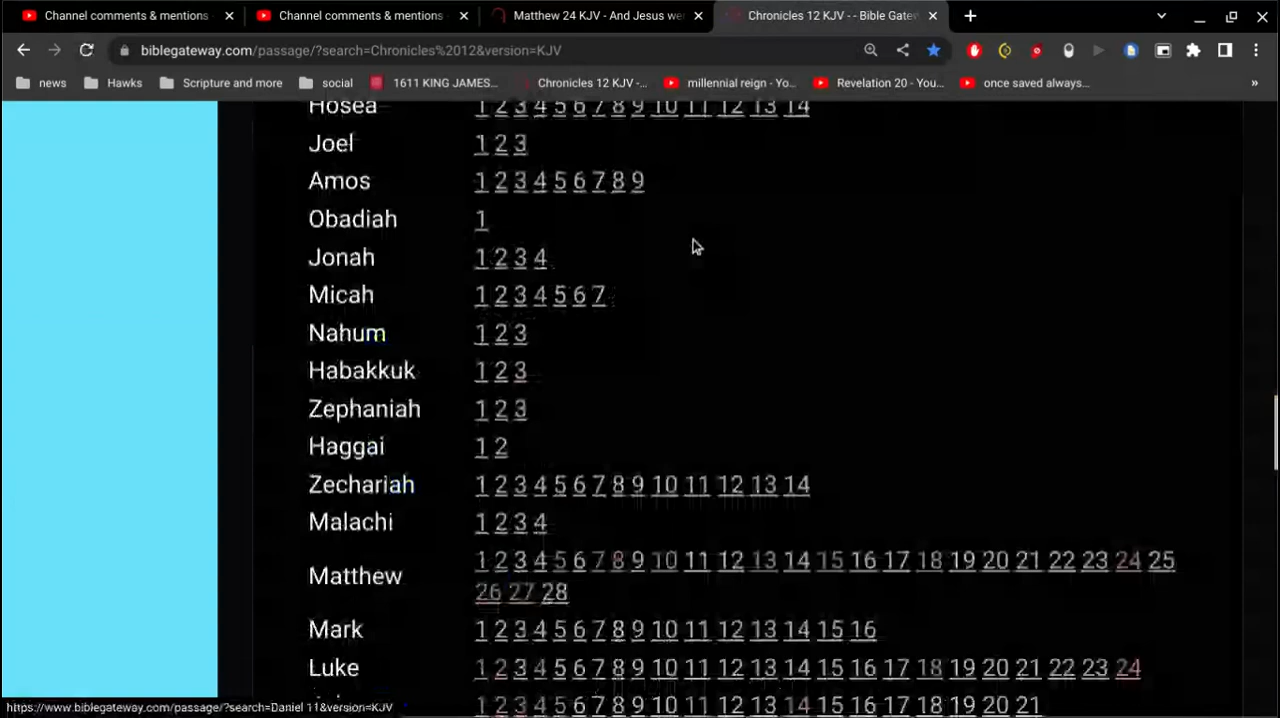 Channel comments & mentions -
Channel comments & mentions -
Matthew 24 KJV - And Jesus we
Chronicles 12 KJV - - Bible Gatew
biblegateway.com/passage/?search=Chronicles%2012&version=KJV
news
Hawks
Scripture and more
social
1611 KING JAMES...
Chronicles 12 KJV -...
millennial reign - Yo...
Revelation 20 - You...
once saved always...
»
Hosea 1 2 3 4 5 6 7 8 9 10 11 12 13 14
Joel 1 2 3
Amos 1 2 3 4 5 6 7 8 9
Obadiah 1
Jonah 1 2 3 4
Micah 1 2 3 4 5 6 7
Nahum 1 2 3
Habakkuk 1 2 3
Zephaniah 1 2 3
Haggai 1 2
Zechariah 1 2 3 4 5 6 7 8 9 10 11 12 13 14
Malachi 1 2 3 4
Matthew 1 2 3 4 5 6 7 8 9 10 11 12 13 14 15 16 17 18 19 20 21 22 23 24 25
26 27 28
Mark 1 2 3 4 5 6 7 8 9 10 11 12 13 14 15 16
Luke 1 2 3 4 5 6 7 8 9 10 11 12 13 14 15 16 17 18 19 20 21 22 23 24
1 2 3 4 5 6 7 8 9 10 11 12 13 14 15 16 17 18 19 20 21
https://www.biblegateway.com/passage/?search=Daniel 11&version=KJV